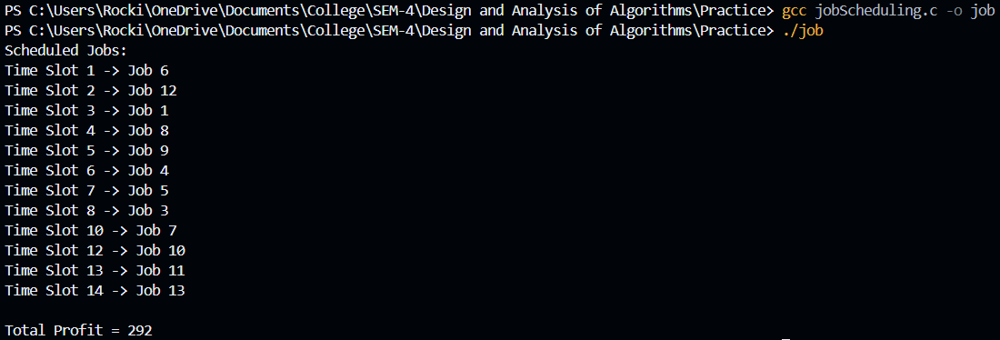 PS C:\Users\Rocki\OneDrive\Documents\College\SEM-4\Design and Analysis of Algorithms\Practice> gcc jobScheduling.c -o job
PS C:\Users\Rocki\OneDrive\Documents\College\SEM-4\Design and Analysis of Algorithms\Practice> ./job
Scheduled Jobs:
Time Slot 1 -> Job 6
Time Slot 2 -> Job 12
Time Slot 3 -> Job 1
Time Slot 4 -> Job 8
Time Slot 5 -> Job 9
Time Slot 6 -> Job 4
Time Slot 7 -> Job 5
Time Slot 8 -> Job 3
Time Slot 10 -> Job 7
Time Slot 12 -> Job 10
Time Slot 13 -> Job 11
Time Slot 14 -> Job 13
Total Profit = 292